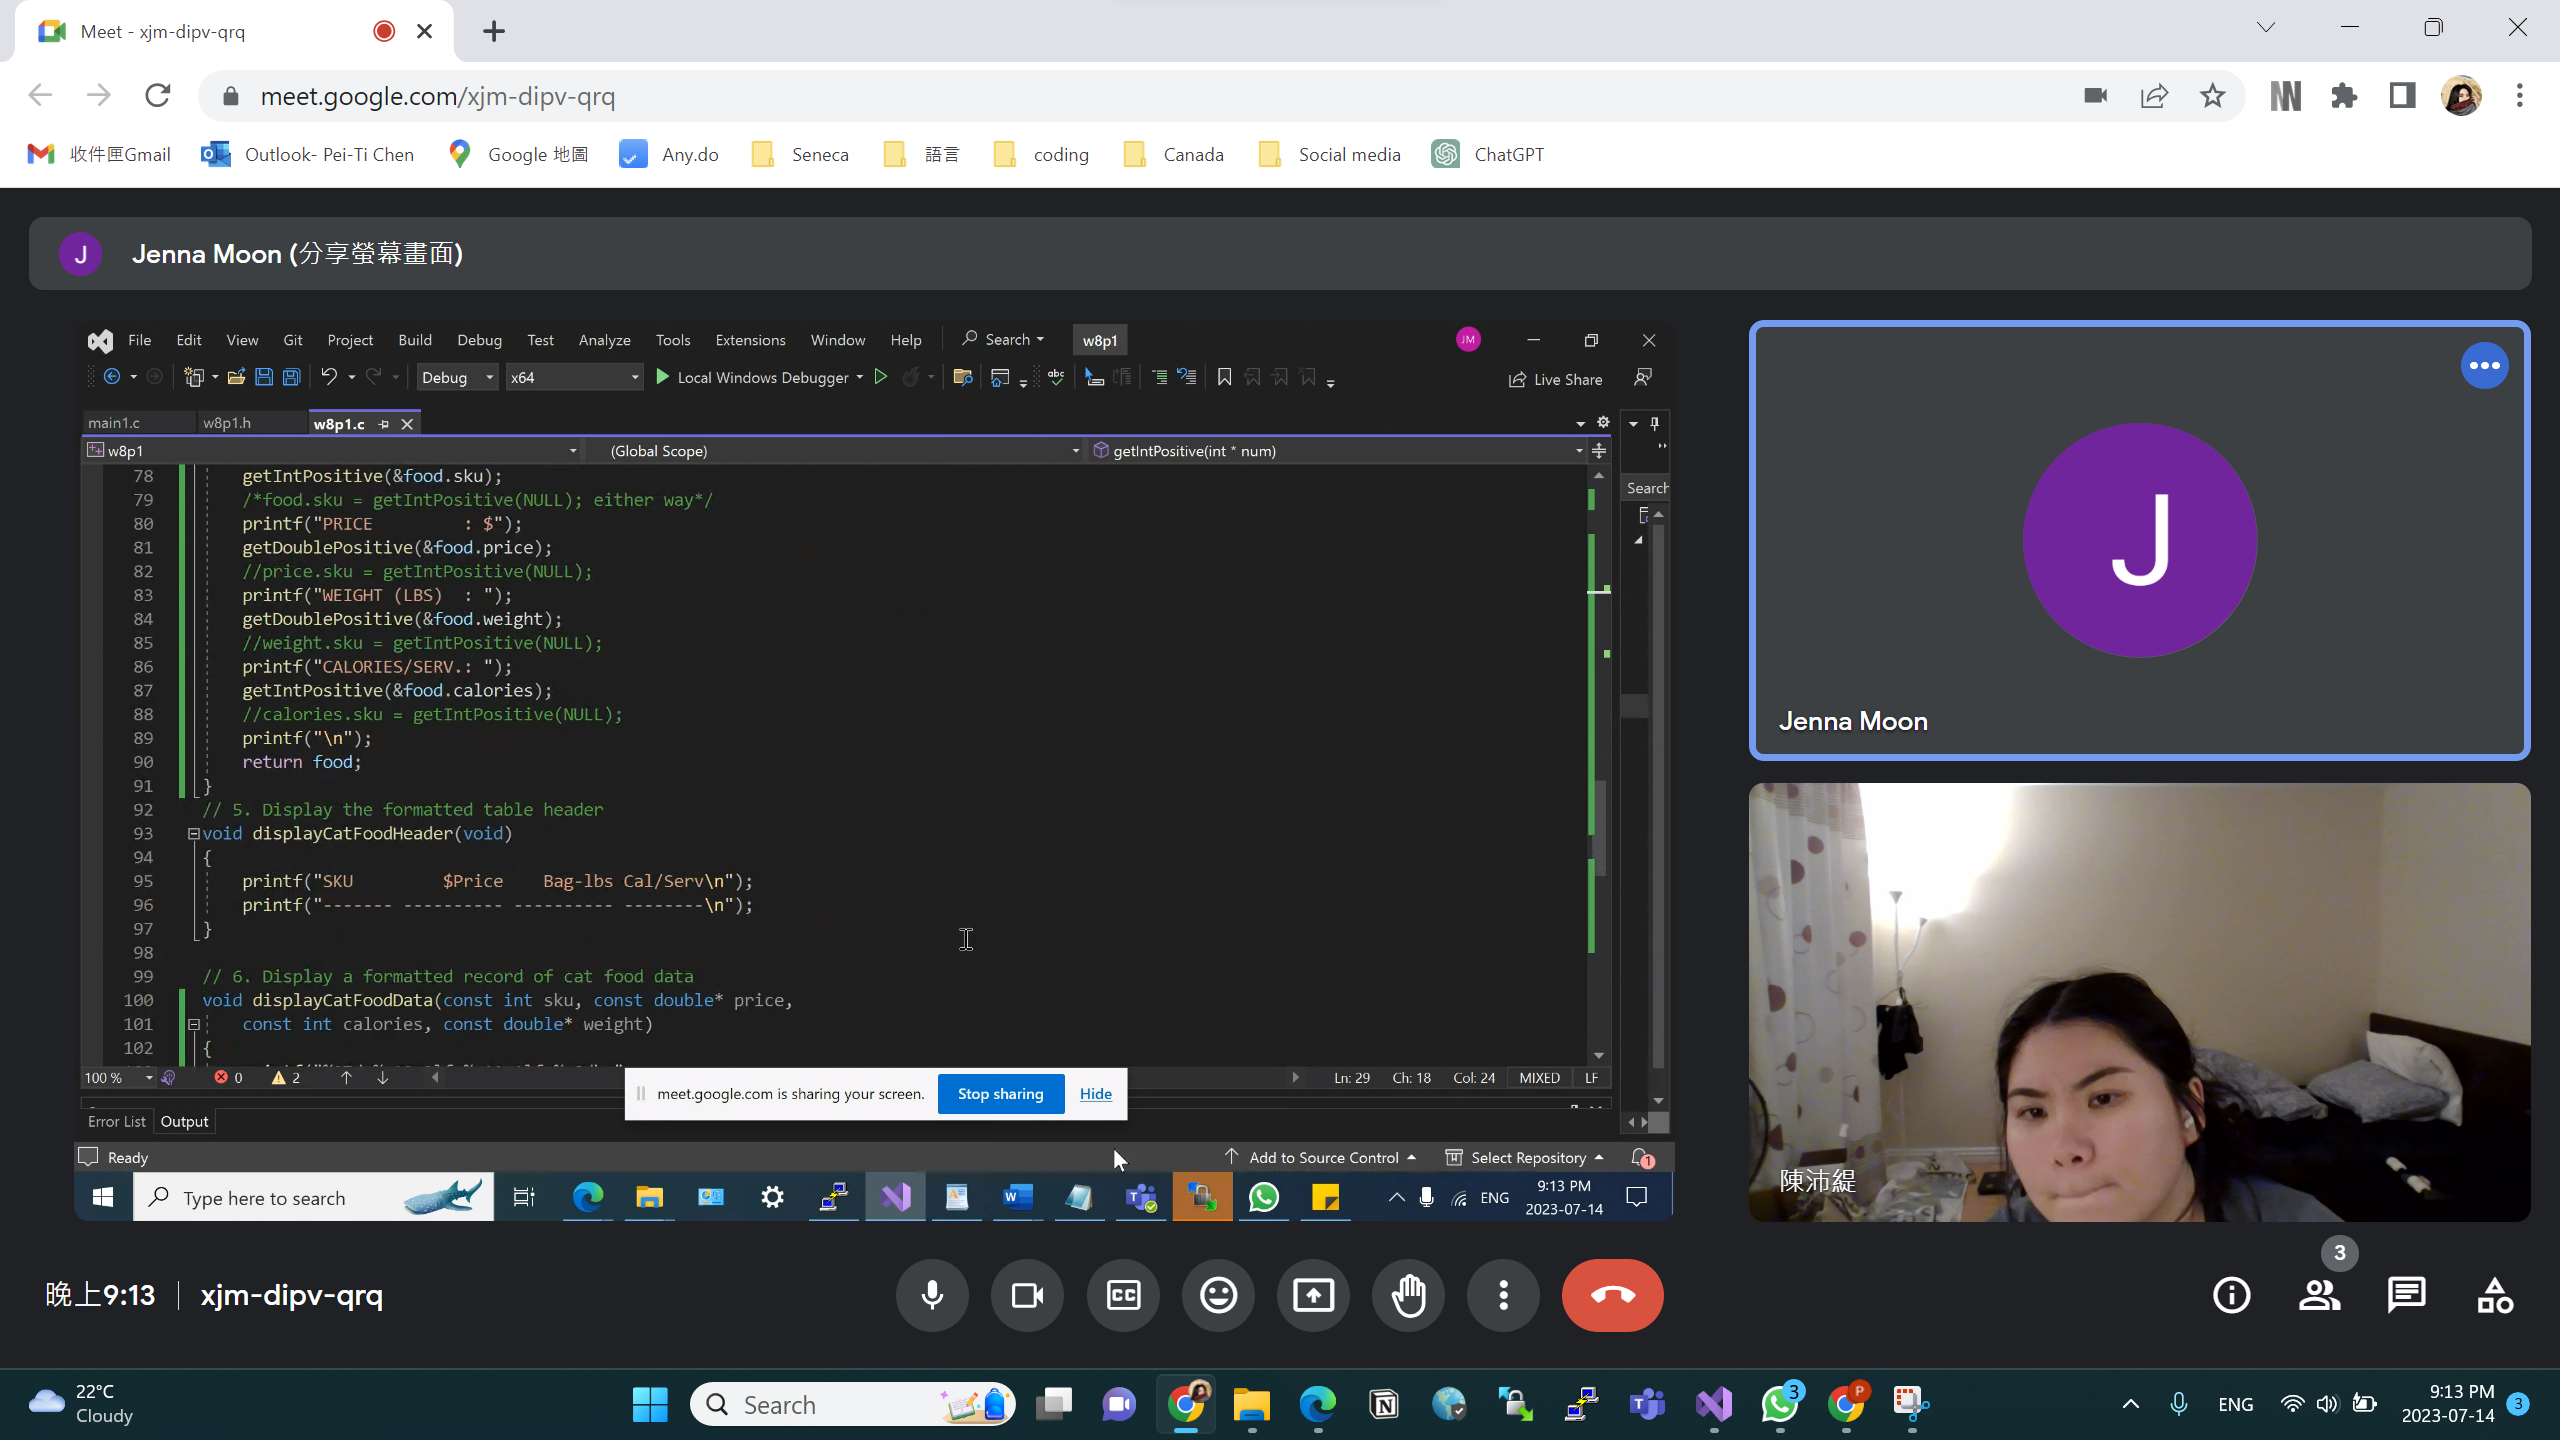 Meet - xjm-dipv-qrq
meet.google.com/xjm-dipv-qrq
收件匣Gmail
Outlook- Pei-Ti Chen
Google 地圖
Any.do
Seneca
語言
coding
Canada
Social media
ChatGPT
J
Jenna Moon (分享螢幕畫面)
File Edit View Git Project Build Debug Test Analyze Tools Extensions Window Help Search w8p1 JM
Debug x64 Local Windows Debugger Live Share
main1.c w8p1.h w8p1.c
w8p1 (Global Scope) getIntPositive(int * num)
78 getIntPositive(&food.sku);
79 /*food.sku = getIntPositive(NULL); either way*/
80 printf("PRICE         : $");
81 getDoublePositive(&food.price);
82 //price.sku = getIntPositive(NULL);
83 printf("WEIGHT (LBS)  : ");
84 getDoublePositive(&food.weight);
85 //weight.sku = getIntPositive(NULL);
86 printf("CALORIES/SERV.: ");
87 getIntPositive(&food.calories);
88 //calories.sku = getIntPositive(NULL);
89 printf("\n");
90 return food;
91 }
92 // 5. Display the formatted table header
93 void displayCatFoodHeader(void)
94 {
95 printf("SKU         $Price    Bag-lbs Cal/Serv\n");
96 printf("------- ---------- ---------- --------\n");
97 }
98
99 // 6. Display a formatted record of cat food data
100 void displayCatFoodData(const int sku, const double* price,
101 const int calories, const double* weight)
102 {
Search
100 % 0 2 Ln: 29 Ch: 18 Col: 24 MIXED LF
meet.google.com is sharing your screen. Stop sharing Hide
Error List Output
Ready Add to Source Control Select Repository 1
Type here to search
ENG 9:13 PM
2023-07-14
J
Jenna Moon
陳沛緹
晚上9:13 xjm-dipv-qrq
3
22°C
Cloudy
Search
3
P
ENG
9:13 PM
2023-07-14
3